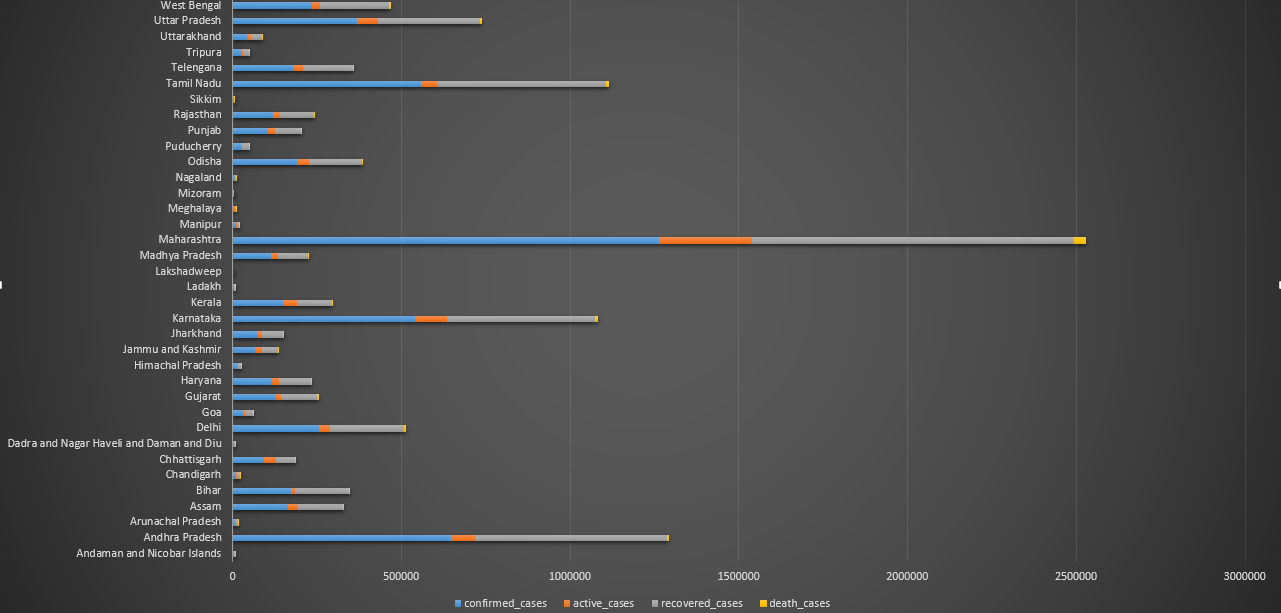 West Bengal
Uttar Pradesh
Uttarakhand
Tripura
Telengana
Tamil Nadu
Sikkim
Rajasthan
Punjab
Puducherry
Odisha
Nagaland
Mizoram
Meghalaya
Manipur
Maharashtra
Madhya Pradesh
Lakshadweep
Ladakh
Kerala
Karnataka
Jharkhand
Jammu and Kashmir
Himachal Pradesh
Haryana
Gujarat
Goa
Delhi
Dadra and Nagar Haveli and Daman and Diu
Chhattisgarh
Chandigarh
Bihar
Assam
Arunachal Pradesh
Andhra Pradesh
Andaman and Nicobar Islands
0 500000 1000000 1500000 2000000 2500000 3000000
confirmed_cases active_cases recovered_cases death_cases